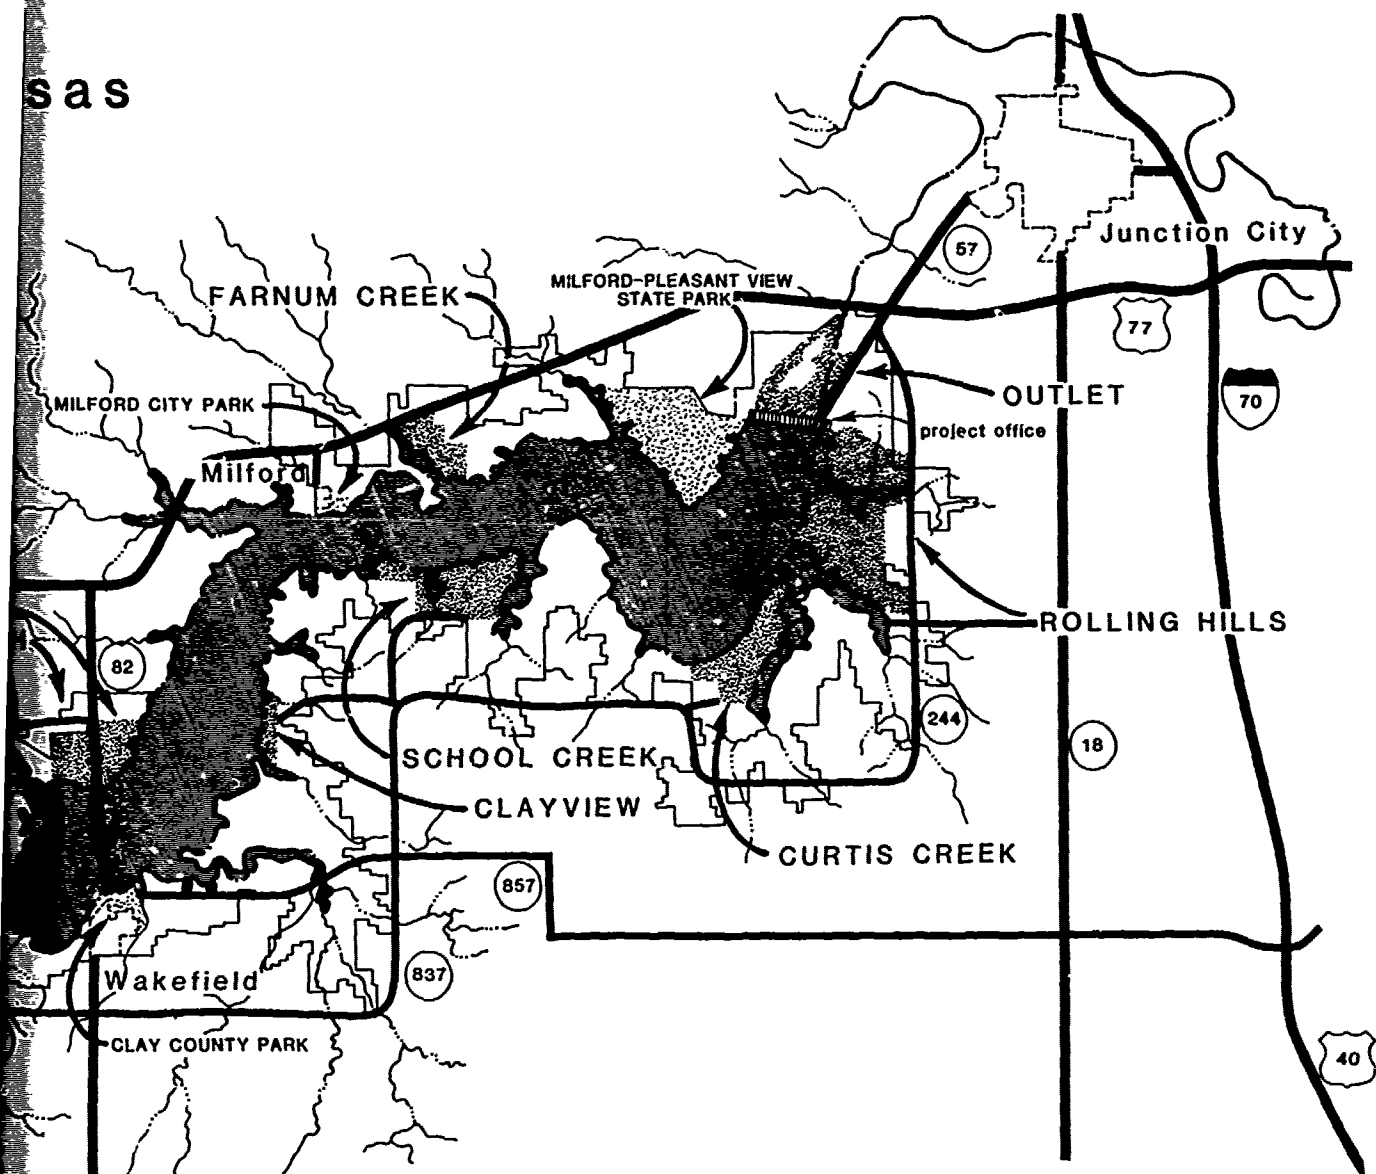 sas
Junction City
57
FARNUM CREEK
MILFORD-PLEASANT VIEW
STATE PARK
77
OUTLET
70
MILFORD CITY PARK
project office
Milford
ROLLING HILLS
82
244
18
SCHOOL CREEK
CLAYVIEW
CURTIS CREEK
857
837
Wakefield
CLAY COUNTY PARK
40